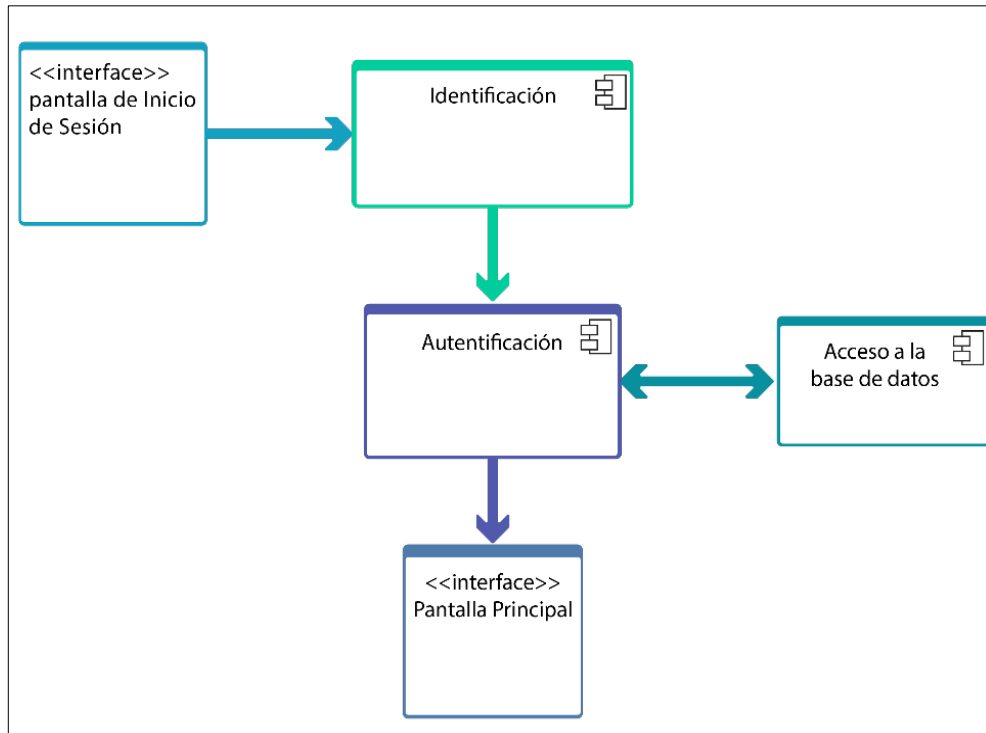 <<interface>>
pantalla de Inicio
de Sesión
Identificación
Autentificación
Acceso a la
base de datos
<<interface>>
Pantalla Principal